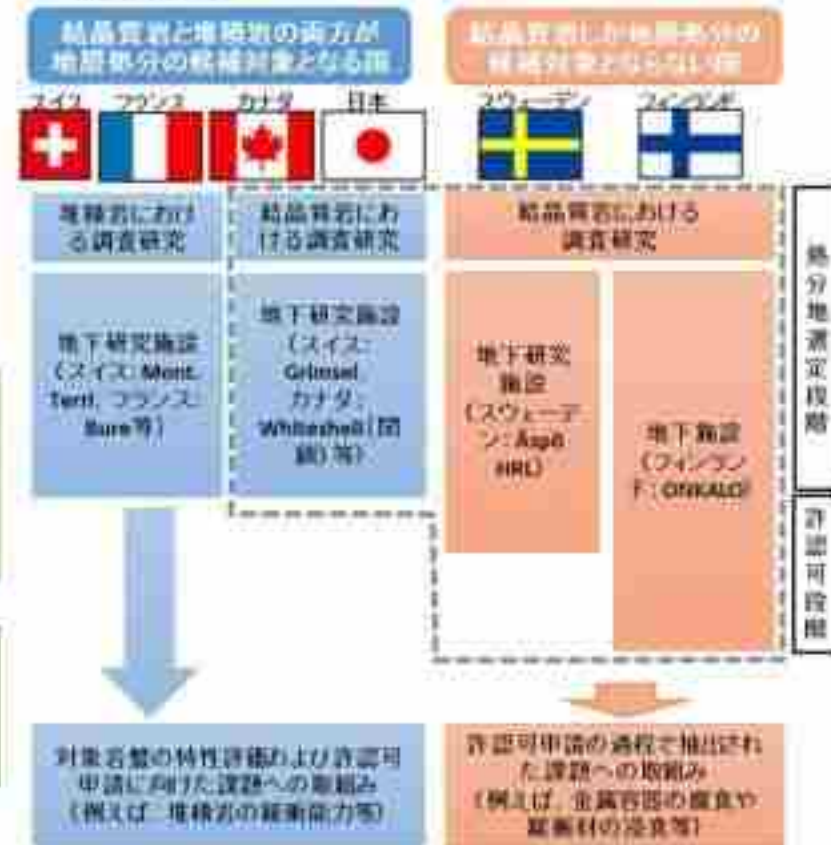 結晶質岩と堆積岩の両方が
地層処分の候補対象となる国
結晶質岩しか地層処分の
候補対象とならない国
スイス フランス カナダ 日本 スウェーデン フィンランド
堆積岩におけ
る調査研究
結晶質岩にお
ける調査研究
結晶質岩における
調査研究
地下研究施設
(スイス: Mont.
Terri、フランス:
Bure等)
地下研究施設
(スイス:
Grimsel、
カナダ:
Whiteshell(閉
鎖)等)
地下研究
施設
(スウェーデ
ン: Äspö
HRL)
地下施設
(フィンラン
ド: ONKALO)
処分地選定段階
許認可段階
対象岩盤の特性評価および許認可
申請に向けた課題への取組み
(例えば、堆積岩の緩衝能力等)
許認可申請の過程で抽出され
た課題への取組み
(例えば、金属容器の腐食や
緩衝材の浸食等)